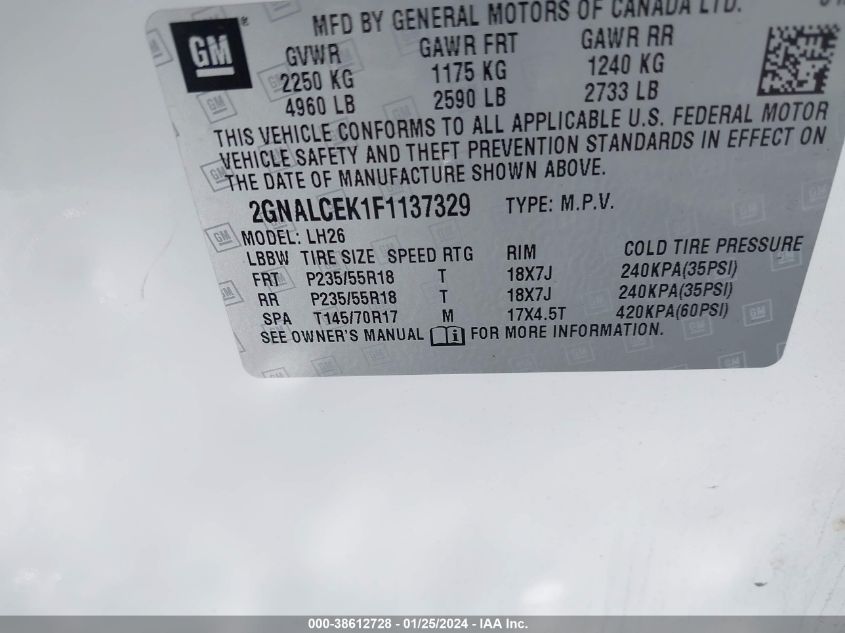 MFD BY GENERAL MOTORS OF CANADA LTD.
GM ®
GVWR GAWR FRT GAWR RR
2250 KG 1175 KG 1240 KG
4960 LB 2590 LB 2733 LB
THIS VEHICLE CONFORMS TO ALL APPLICABLE U.S. FEDERAL MOTOR
VEHICLE SAFETY AND THEFT PREVENTION STANDARDS IN EFFECT ON
THE DATE OF MANUFACTURE SHOWN ABOVE.
2GNALCEK1F1137329 TYPE: M.P.V.
MODEL: LH26
LBBW TIRE SIZE SPEED RTG RIM COLD TIRE PRESSURE
FRT P235/55R18 T 18X7J 240KPA(35PSI)
RR P235/55R18 T 18X7J 240KPA(35PSI)
SPA T145/70R17 M 17X4.5T 420KPA(60PSI)
SEE OWNER'S MANUAL FOR MORE INFORMATION.
000-38612728 - 01/25/2024 - IAA Inc.